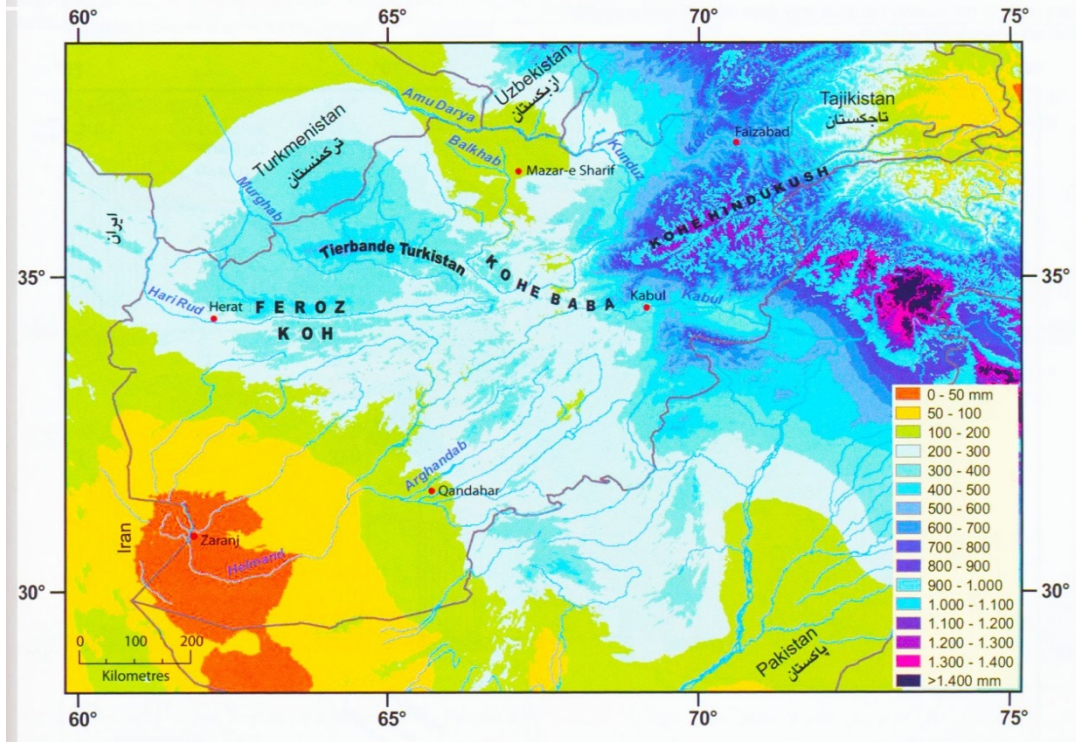 60°
65°
70°
75°
Uzbekistan
ازبکستان
Amu Darya
Tajikistan
تاجکستان
Turkmenistan
ترکمنستان
Koko
Faizabad
Balkhab
Kunduz
Mazar-e Sharif
Murghab
ایران
KOHE HINDUKUSH
Tierbande Turkistan
35°
35°
KOHE BABA
Hari Rud
Herat
FEROZ
KOH
Kabul
Kabul
0 - 50 mm
50 - 100
100 - 200
200 - 300
300 - 400
400 - 500
500 - 600
600 - 700
700 - 800
800 - 900
900 - 1.000
1.000 - 1.100
1.100 - 1.200
1.200 - 1.300
1.300 - 1.400
>1.400 mm
Arghandab
Qandahar
Iran
Zaranj
Helmand
30°
30°
0 100 200
Kilometres
Pakistan
پاکستان
60°
65°
70°
75°